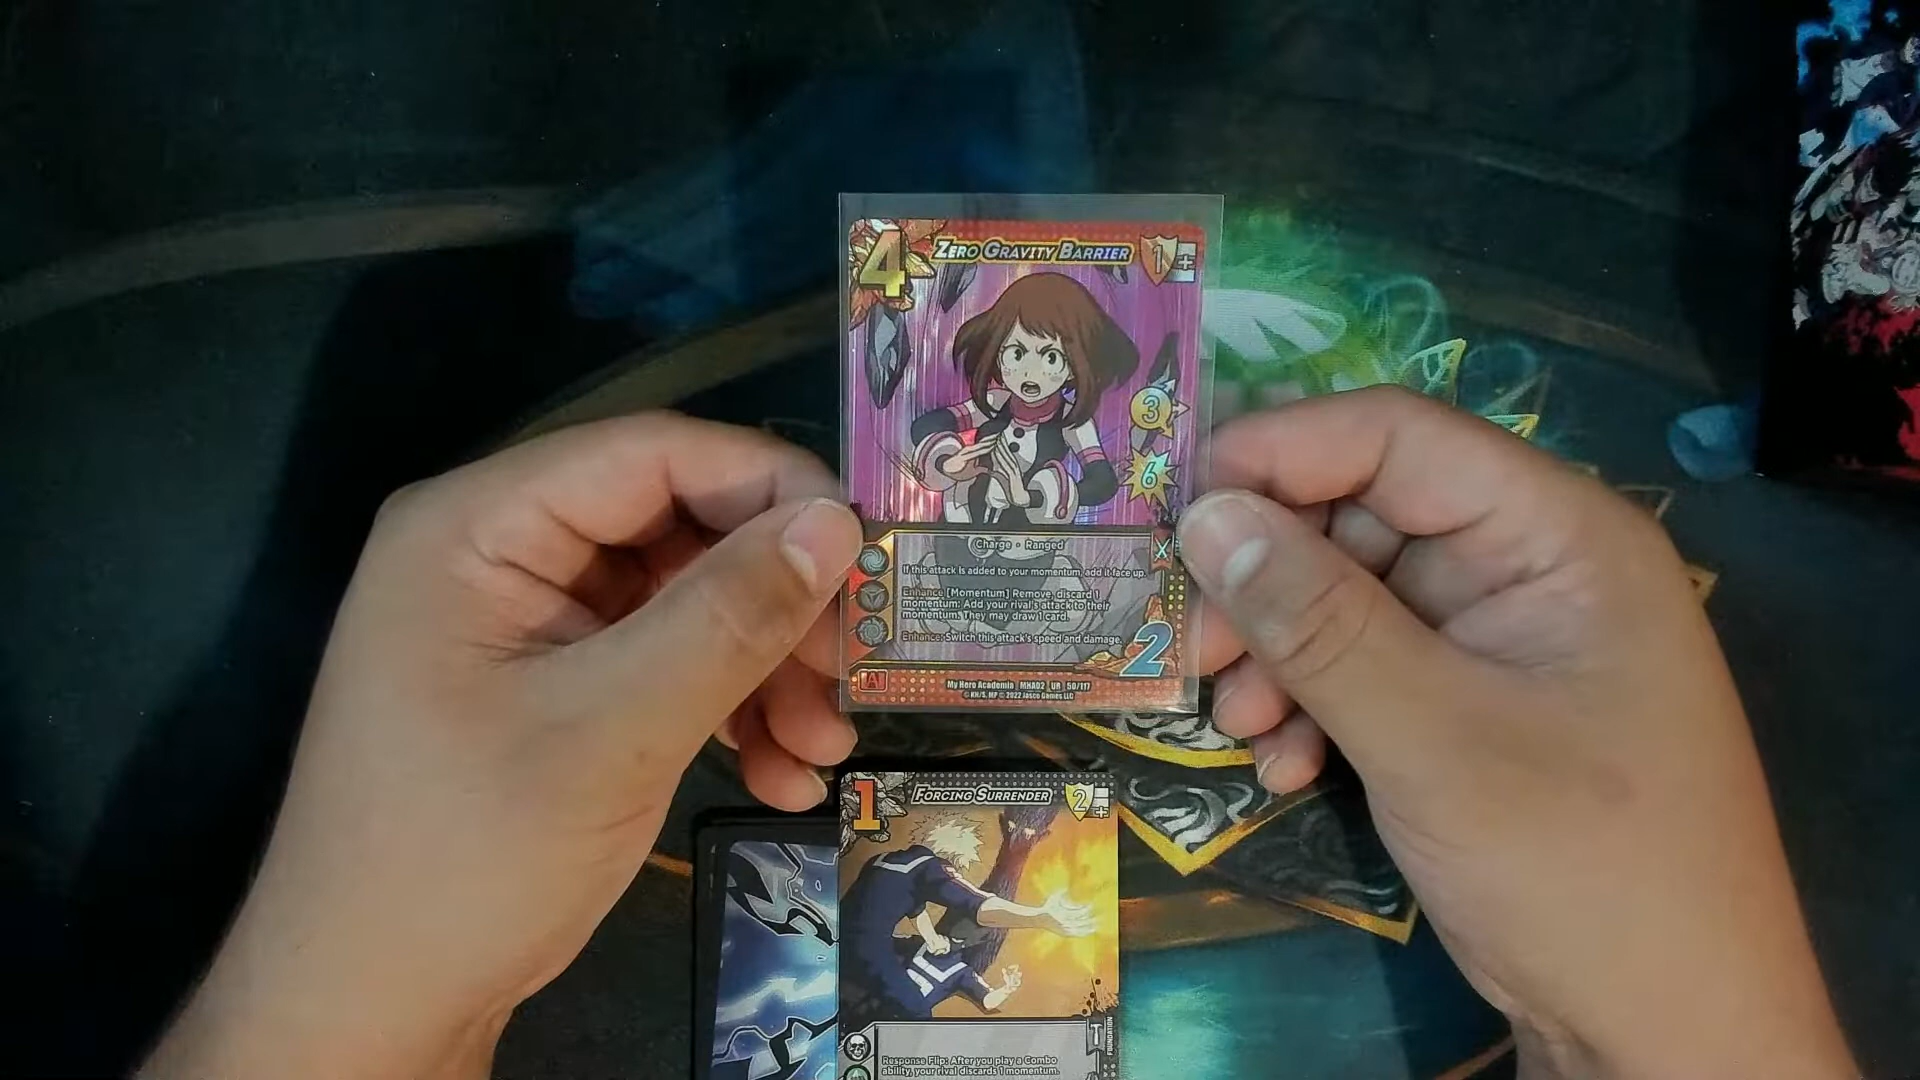 4
ZERO GRAVITY BARRIER
1 +
3
6
Charge • Ranged
If this attack is added to your momentum, add it face up.
Enhance [Momentum] Remove, discard 1
momentum: Add your rival's attack to their
momentum. They may draw 1 card.
Enhance: Switch this attack's speed and damage.
2
A
My Hero Academia MHA02 UR 50/117
© KH/S, MP © 2022 Jasco Games LLC
1
FORCING SURRENDER
2 +
FOUNDATION
Response Flip: After you play a Combo
ability, your rival discards 1 momentum.